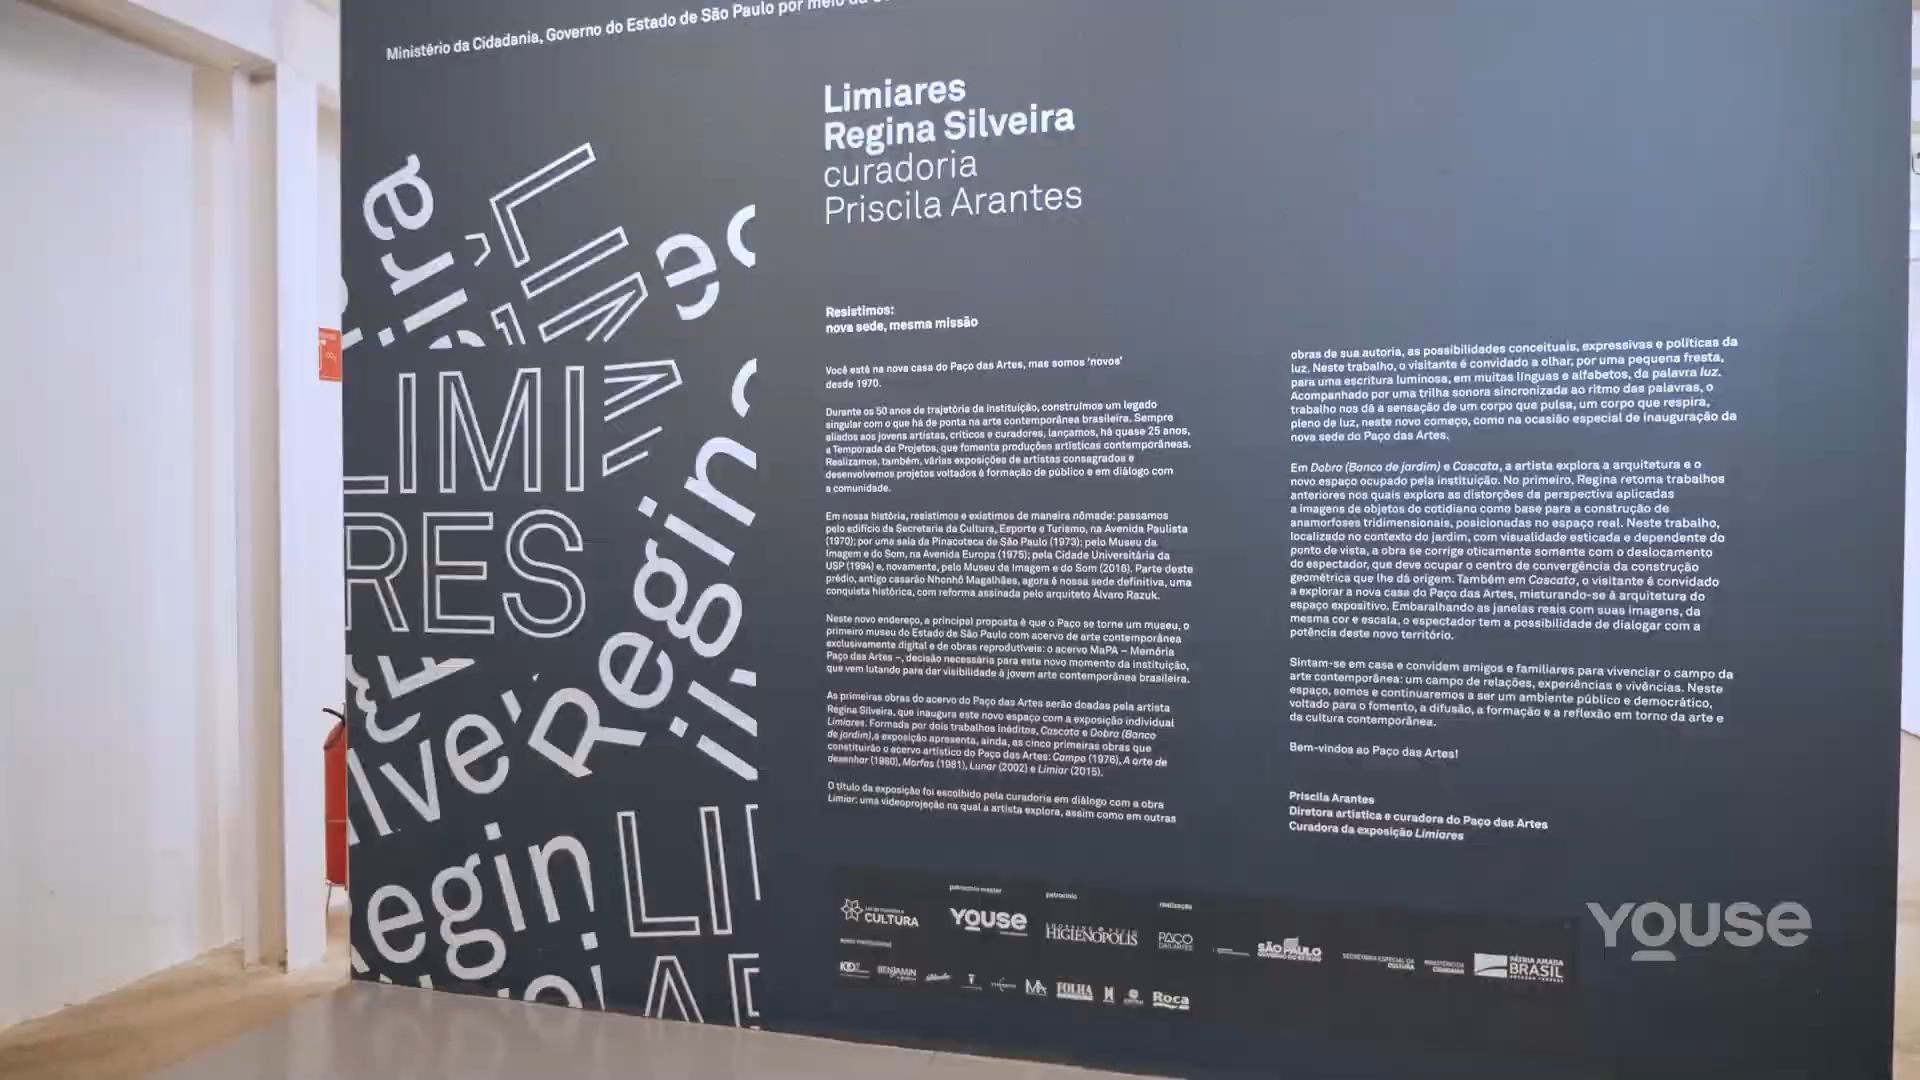 Ministério da Cidadania, Governo do Estado de São Paulo por meio da
Limiares
Regina Silveira
curadoria
Priscila Arantes
Resistimos:
nova sede, mesma missão
Você está na nova casa do Paço das Artes, mas somos ‘novos’
desde 1970.
Durante os 50 anos de trajetória da instituição, construímos um legado
singular com o que há de ponta na arte contemporânea brasileira. Sempre
aliados aos jovens artistas, críticos e curadores, lançamos, há quase 25 anos,
a Temporada de Projetos, que fomenta produções artísticas contemporâneas.
Realizamos, também, várias exposições de artistas consagrados e
desenvolvemos projetos voltados à formação de público e em diálogo com
a comunidade.
Em nossa história, resistimos e existimos de maneira nômade: passamos
pelo edifício da Secretaria da Cultura, Esporte e Turismo, na Avenida Paulista
(1970); por uma sala da Pinacoteca de São Paulo (1973); pelo Museu da
Imagem e do Som, na Avenida Europa (1975); pela Cidade Universitária da
USP (1994) e, novamente, pelo Museu da Imagem e do Som (2016). Parte deste
prédio, antigo casarão Nhonhô Magalhães, agora é nossa sede definitiva, uma
conquista histórica, com reforma assinada pelo arquiteto Álvaro Razuk.
Neste novo endereço, a principal proposta é que o Paço se torne um museu, o
primeiro museu do Estado de São Paulo com acervo de arte contemporânea
exclusivamente digital e de obras reprodutíveis: o acervo MaPA – Memória
Paço das Artes –, decisão necessária para este novo momento da instituição,
que vem lutando para dar visibilidade à jovem arte contemporânea brasileira.
As primeiras obras do acervo do Paço das Artes serão doadas pela artista
Regina Silveira, que inaugura este novo espaço com a exposição individual
Limiares. Formada por dois trabalhos inéditos, Cascata e Dobra (Banco
de jardim),a exposição apresenta, ainda, as cinco primeiras obras que
constituirão o acervo artístico do Paço das Artes: Campo (1976), A arte de
desenhar (1980), Morfas (1981), Lunar (2002) e Limiar (2015).
O título da exposição foi escolhido pela curadoria em diálogo com a obra
Limiar: uma videoprojeção na qual a artista explora, assim como em outras
obras de sua autoria, as possibilidades conceituais, expressivas e políticas da
luz. Neste trabalho, o visitante é convidado a olhar, por uma pequena fresta,
para uma escritura luminosa, em muitas línguas e alfabetos, da palavra luz.
Acompanhado por uma trilha sonora sincronizada ao ritmo das palavras, o
trabalho nos dá a sensação de um corpo que pulsa, um corpo que respira,
pleno de luz, neste novo começo, como na ocasião especial de inauguração da
nova sede do Paço das Artes.
Em Dobra (Banco de jardim) e Cascata, a artista explora a arquitetura e o
novo espaço ocupado pela instituição. No primeiro, Regina retoma trabalhos
anteriores nos quais explora as distorções da perspectiva aplicadas
a imagens de objetos do cotidiano como base para a construção de
anamorfoses tridimensionais, posicionadas no espaço real. Neste trabalho,
localizado no contexto do jardim, com visualidade esticada e dependente do
ponto de vista, a obra se corrige oticamente somente com o deslocamento
do espectador, que deve ocupar o centro de convergência da construção
geométrica que lhe dá origem. Também em Cascata, o visitante é convidado
a explorar a nova casa do Paço das Artes, misturando-se à arquitetura do
espaço expositivo. Embaralhando as janelas reais com suas imagens, da
mesma cor e escala, o espectador tem a possibilidade de dialogar com a
potência deste novo território.
Sintam-se em casa e convidem amigos e familiares para vivenciar o campo da
arte contemporânea: um campo de relações, experiências e vivências. Neste
espaço, somos e continuaremos a ser um ambiente público e democrático,
voltado para o fomento, a difusão, a formação e a reflexão em torno da arte e
da cultura contemporânea.
Bem-vindos ao Paço das Artes!
Priscila Arantes
Diretora artística e curadora do Paço das Artes
Curadora da exposição Limiares
LIMI
RES
Regin
ilve
egin
LI
patrocínio master
patrocínio
realização
CULTURA
YOUSE
HIGIENÓPOLIS
PAÇO
DAS ARTES
SÃO PAULO
GOVERNO DO ESTADO
SECRETARIA ESPECIAL DA
CULTURA
MINISTÉRIO DA
CIDADANIA
PÁTRIA AMADA
BRASIL
BENJAMIN
FOLHA
Roca
YOUSE